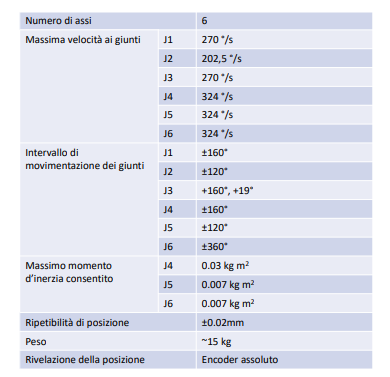 Numero di assi 6
Massima velocità ai giunti J1 270 °/s
J2 202,5 °/s
J3 270 °/s
J4 324 °/s
J5 324 °/s
J6 324 °/s
Intervallo di movimentazione dei giunti J1 ±160°
J2 ±120°
J3 +160°, +19°
J4 ±160°
J5 ±120°
J6 ±360°
Massimo momento d'inerzia consentito J4 0.03 kg m²
J5 0.007 kg m²
J6 0.007 kg m²
Ripetibilità di posizione ±0.02mm
Peso ~15 kg
Rivelazione della posizione Encoder assoluto